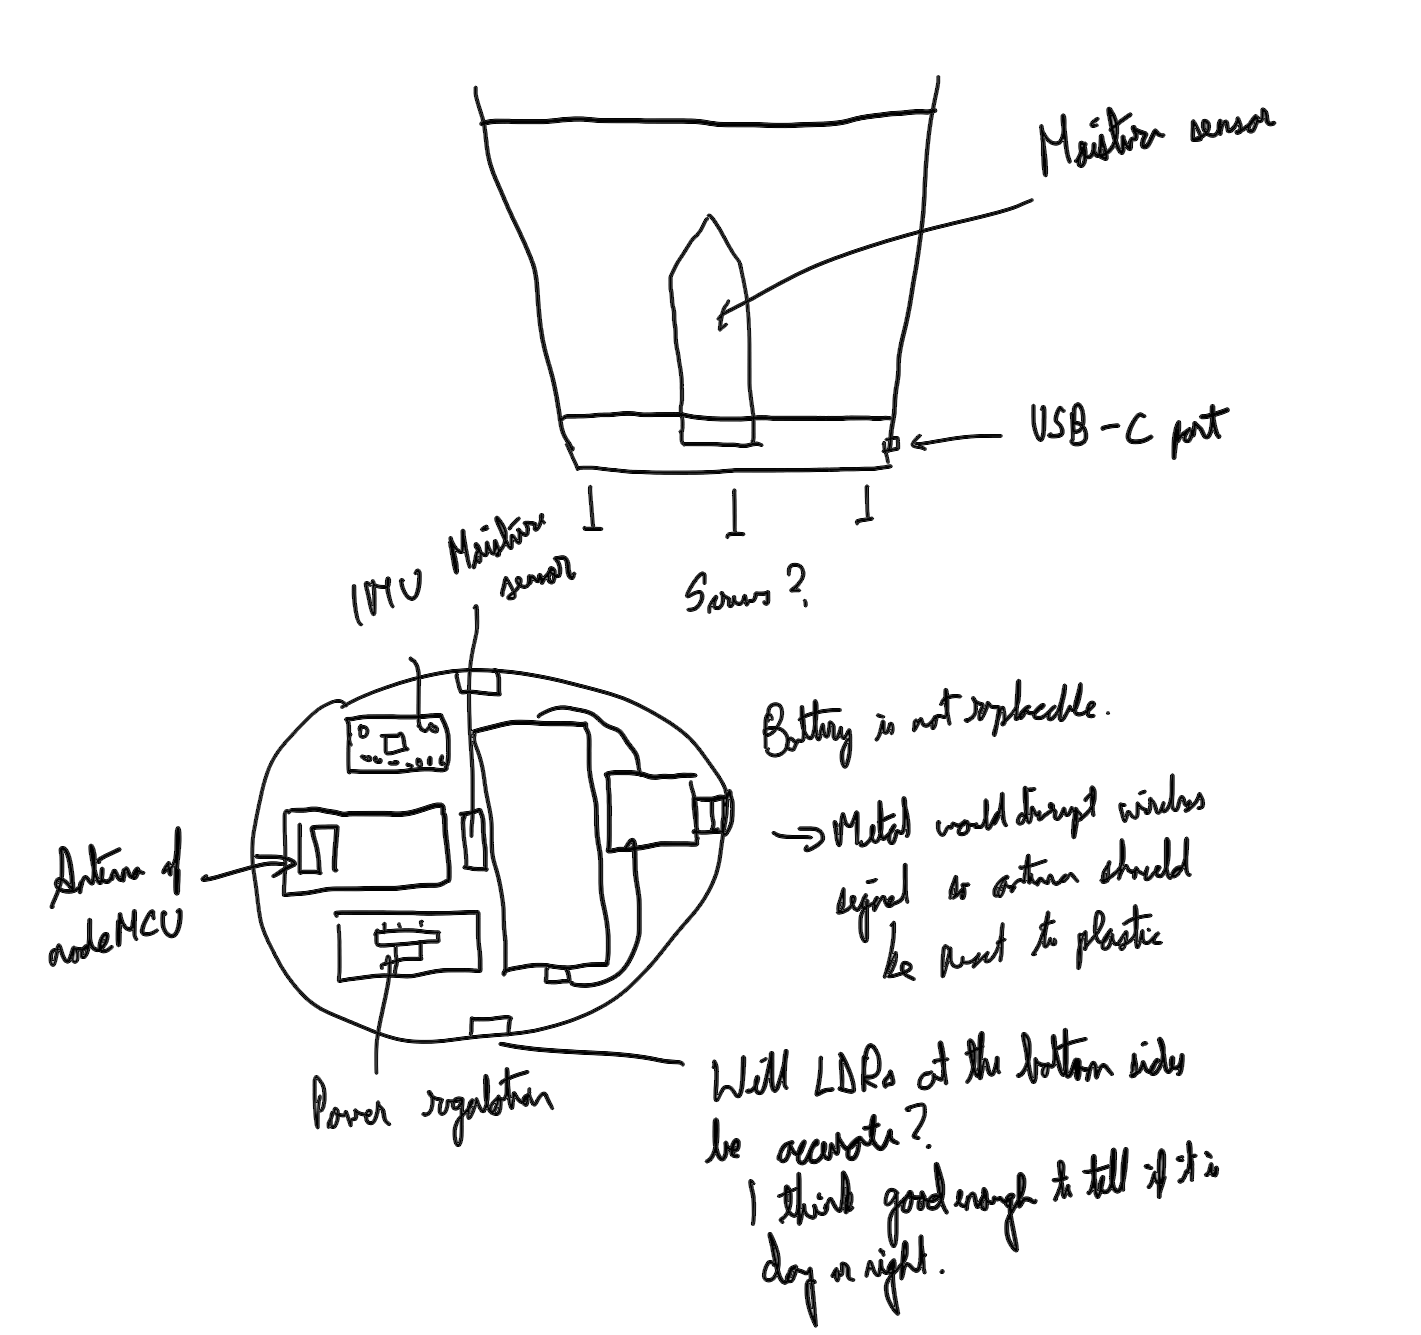 Moisture sensor
USB-C port
Screws?
IMU
Moisture
sensor
Battery is not replaceable.
Metal would disrupt wireless
signal so antenna should
be next to plastic
Antenna of
nodeMCU
Power regulation
Will LDRs at the bottom sides
be accurate?
I think good enough to tell if it is
day or night.